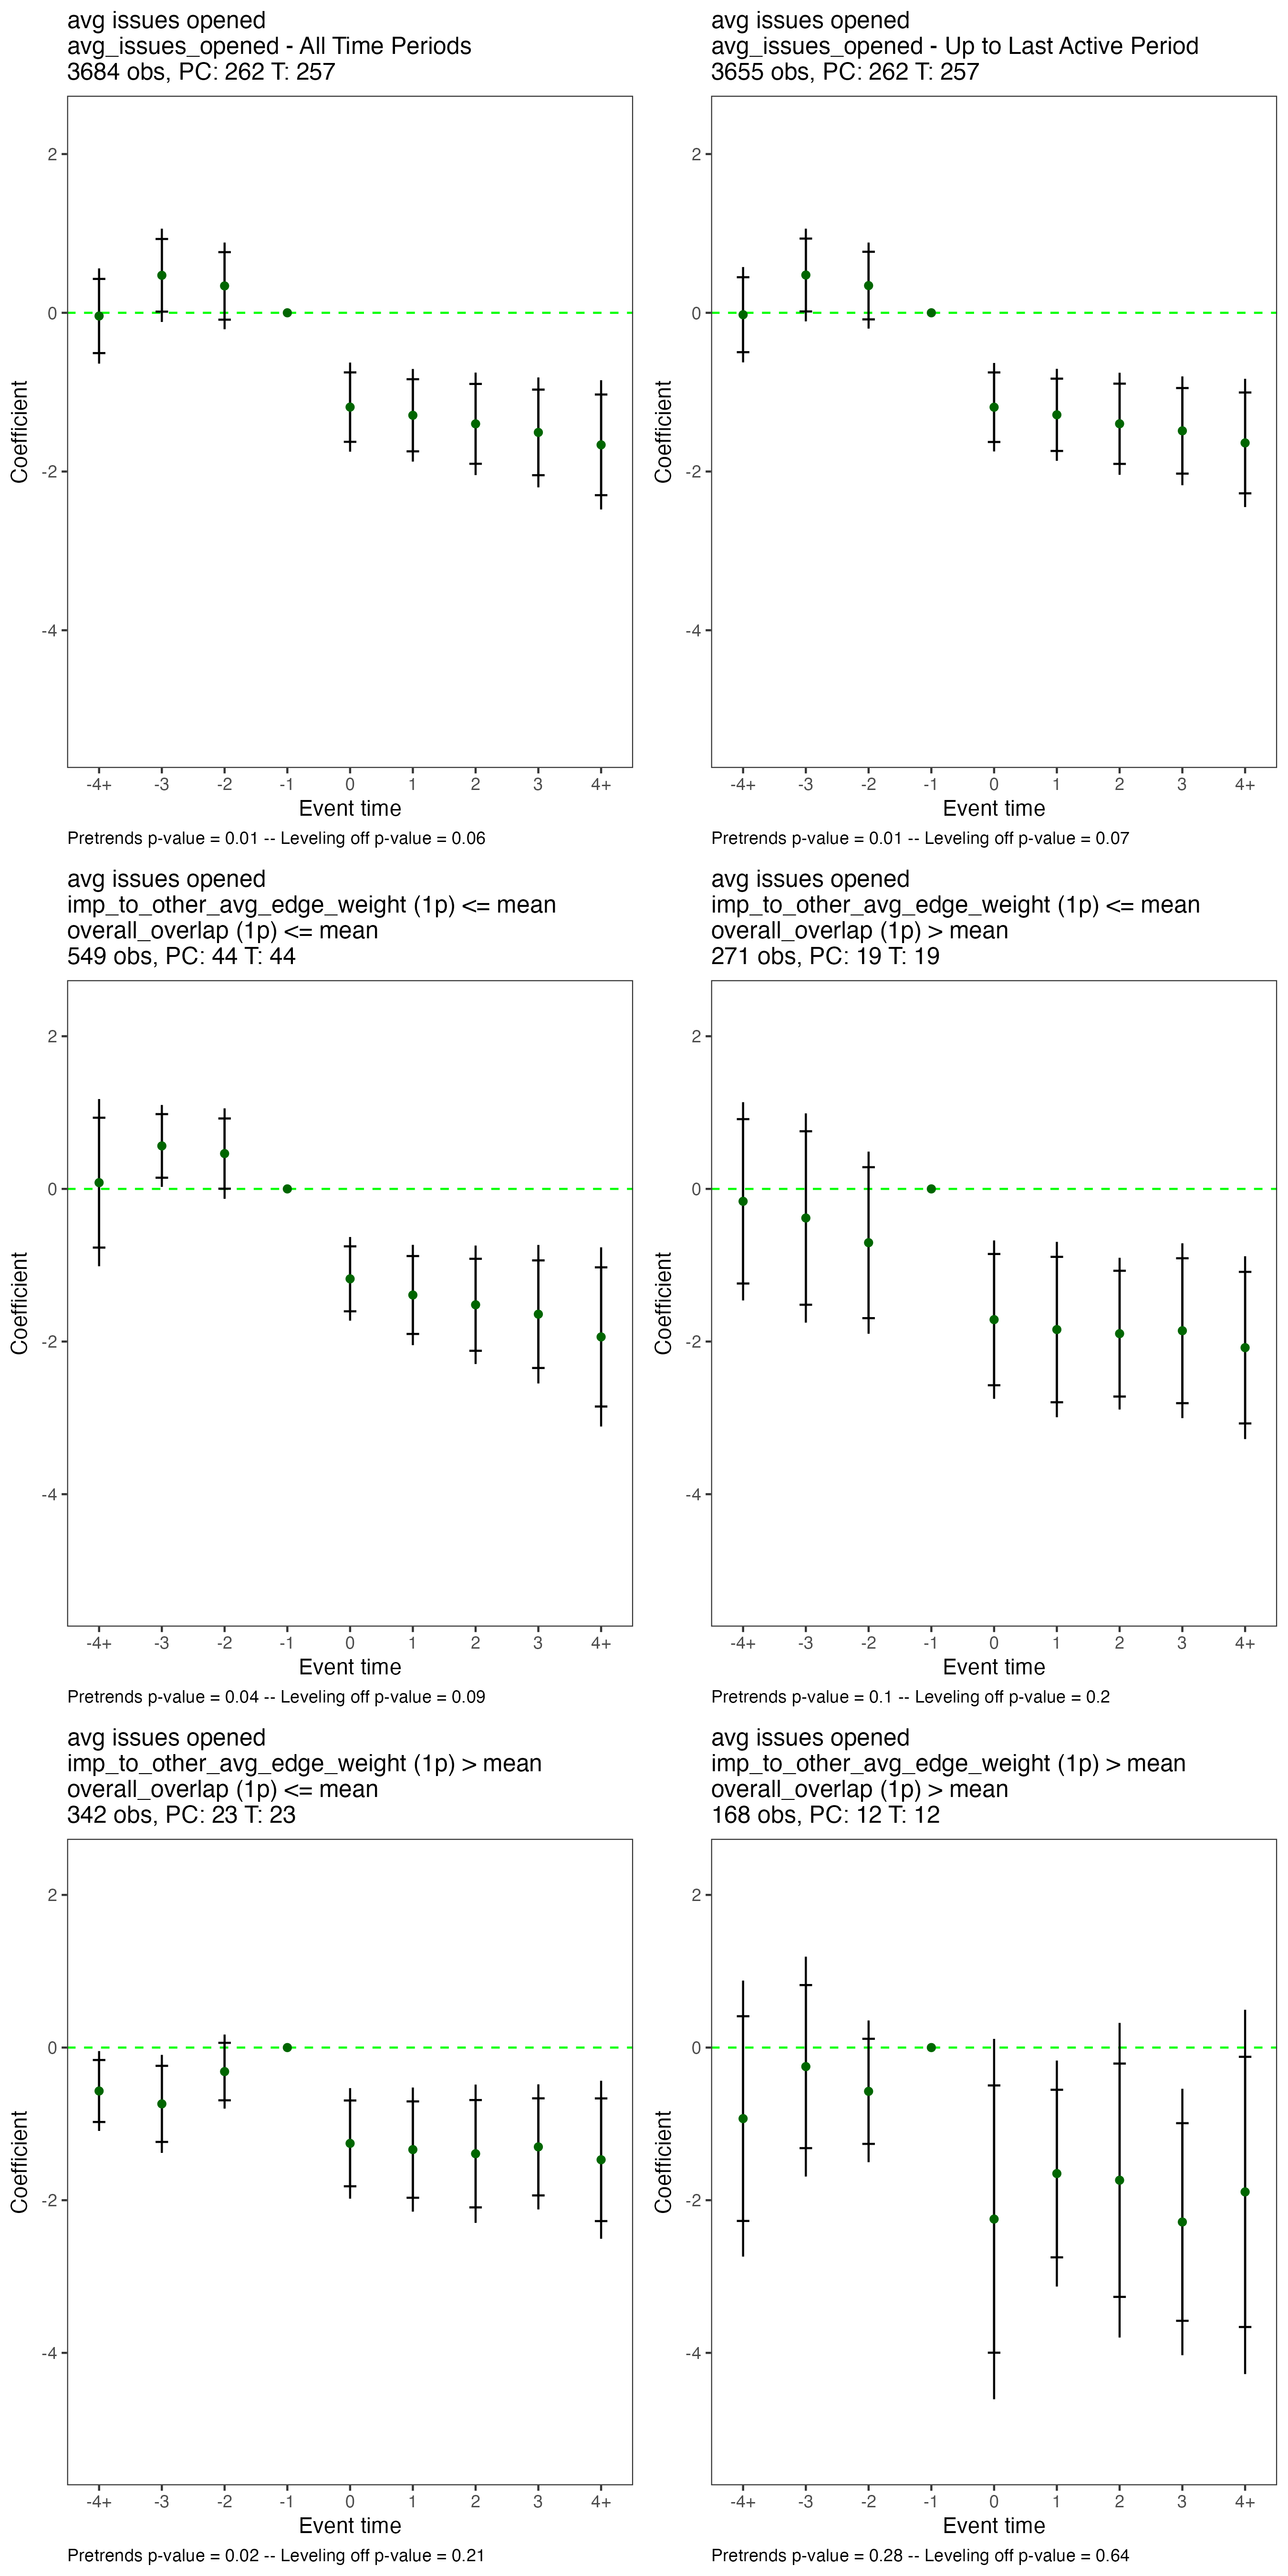 avg issues opened
avg_issues_opened - All Time Periods
3684 obs, PC: 262 T: 257
2
0
-2
-4
Coefficient
-4+ -3 -2 -1 0 1 2 3 4+
Event time
Pretrends p-value = 0.01 -- Leveling off p-value = 0.06
avg issues opened
avg_issues_opened - Up to Last Active Period
3655 obs, PC: 262 T: 257
2
0
-2
-4
Coefficient
-4+ -3 -2 -1 0 1 2 3 4+
Event time
Pretrends p-value = 0.01 -- Leveling off p-value = 0.07
avg issues opened
imp_to_other_avg_edge_weight (1p) <= mean
overall_overlap (1p) <= mean
549 obs, PC: 44 T: 44
2
0
-2
-4
Coefficient
-4+ -3 -2 -1 0 1 2 3 4+
Event time
Pretrends p-value = 0.04 -- Leveling off p-value = 0.09
avg issues opened
imp_to_other_avg_edge_weight (1p) <= mean
overall_overlap (1p) > mean
271 obs, PC: 19 T: 19
2
0
-2
-4
Coefficient
-4+ -3 -2 -1 0 1 2 3 4+
Event time
Pretrends p-value = 0.1 -- Leveling off p-value = 0.2
avg issues opened
imp_to_other_avg_edge_weight (1p) > mean
overall_overlap (1p) <= mean
342 obs, PC: 23 T: 23
2
0
-2
-4
Coefficient
-4+ -3 -2 -1 0 1 2 3 4+
Event time
Pretrends p-value = 0.02 -- Leveling off p-value = 0.21
avg issues opened
imp_to_other_avg_edge_weight (1p) > mean
overall_overlap (1p) > mean
168 obs, PC: 12 T: 12
2
0
-2
-4
Coefficient
-4+ -3 -2 -1 0 1 2 3 4+
Event time
Pretrends p-value = 0.28 -- Leveling off p-value = 0.64